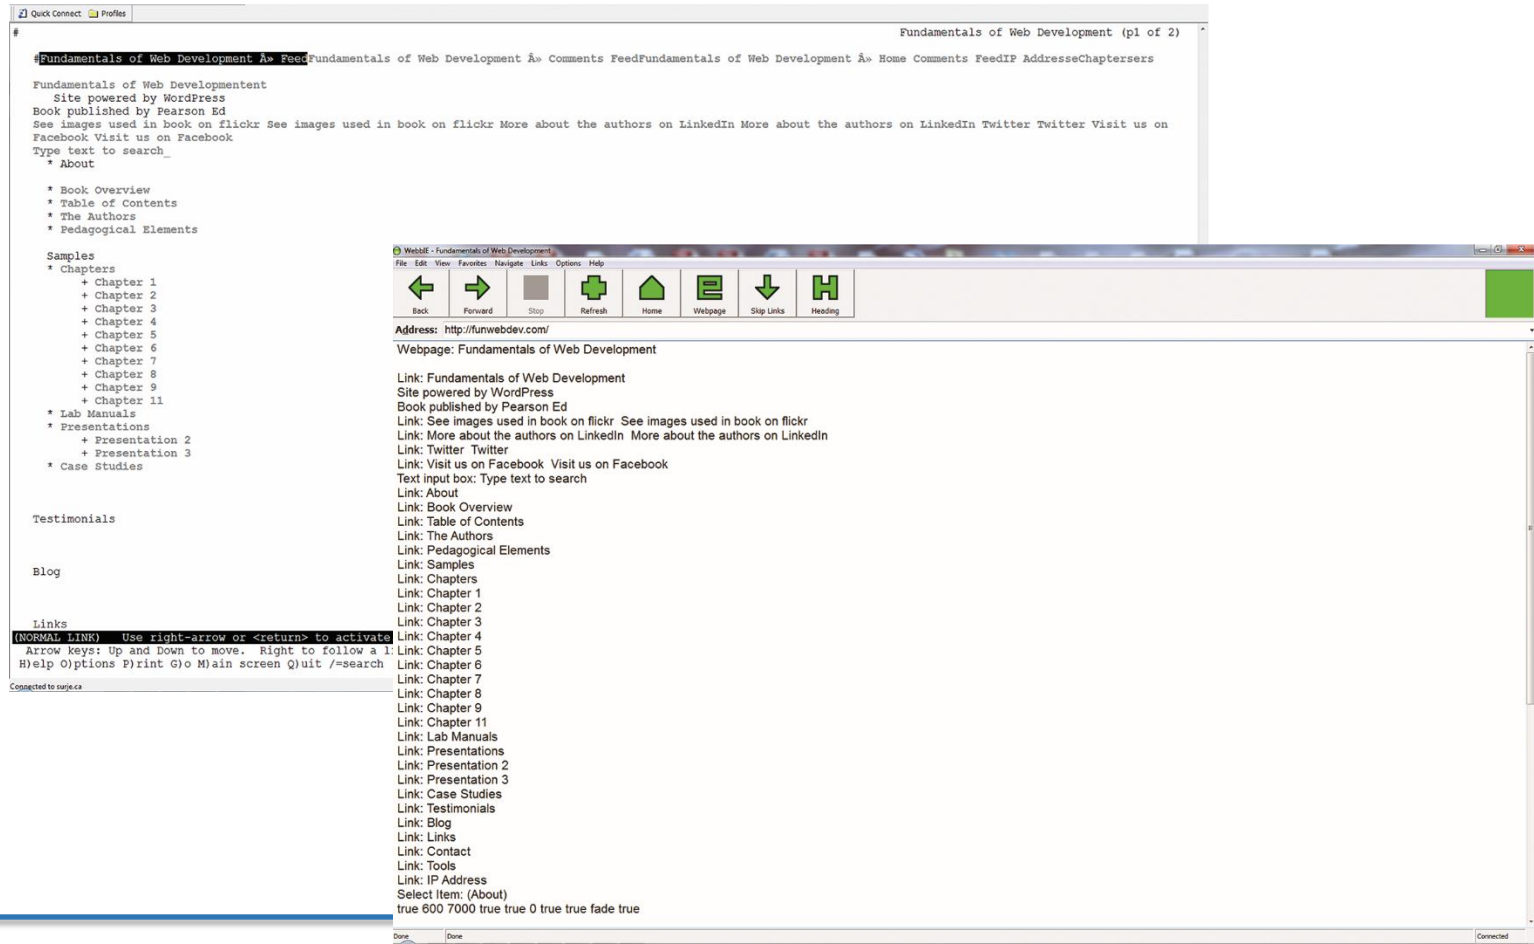 Quick Connect Profiles
#
Fundamentals of Web Development (p1 of 2)
#Fundamentals of Web Development Â» FeedFundamentals of Web Development Â» Comments FeedFundamentals of Web Development Â» Home Comments FeedIP AddresseChaptersers
Fundamentals of Web Developmentent
Site powered by WordPress
Book published by Pearson Ed
See images used in book on flickr See images used in book on flickr More about the authors on LinkedIn More about the authors on LinkedIn Twitter Twitter Visit us on
Facebook Visit us on Facebook
Type text to search_
* About
* Book Overview
* Table of Contents
* The Authors
* Pedagogical Elements
Samples
* Chapters
+ Chapter 1
+ Chapter 2
+ Chapter 3
+ Chapter 4
+ Chapter 5
+ Chapter 6
+ Chapter 7
+ Chapter 8
+ Chapter 9
+ Chapter 11
* Lab Manuals
* Presentations
+ Presentation 2
+ Presentation 3
* Case Studies
Testimonials
Blog
Links
(NORMAL LINK) Use right-arrow or <return> to activate
Arrow keys: Up and Down to move. Right to follow a
H)elp O)ptions P)rint G)o M)ain screen Q)uit /=search
Connected to surje.ca
WebbIE - Fundamentals of Web Development
File Edit View Favorites Navigate Links Options Help
Back Forward Stop Refresh Home Webpage Skip Links Heading
Address: http://funwebdev.com/
Webpage: Fundamentals of Web Development
Link: Fundamentals of Web Development
Site powered by WordPress
Book published by Pearson Ed
Link: See images used in book on flickr See images used in book on flickr
Link: More about the authors on LinkedIn More about the authors on LinkedIn
Link: Twitter Twitter
Link: Visit us on Facebook Visit us on Facebook
Text input box: Type text to search
Link: About
Link: Book Overview
Link: Table of Contents
Link: The Authors
Link: Pedagogical Elements
Link: Samples
Link: Chapters
Link: Chapter 1
Link: Chapter 2
Link: Chapter 3
Link: Chapter 4
Link: Chapter 5
Link: Chapter 6
Link: Chapter 7
Link: Chapter 8
Link: Chapter 9
Link: Chapter 11
Link: Lab Manuals
Link: Presentations
Link: Presentation 2
Link: Presentation 3
Link: Case Studies
Link: Testimonials
Link: Blog
Link: Links
Link: Contact
Link: Tools
Link: IP Address
Select Item: (About)
true 600 7000 true true 0 true true fade true
Done Done Connected